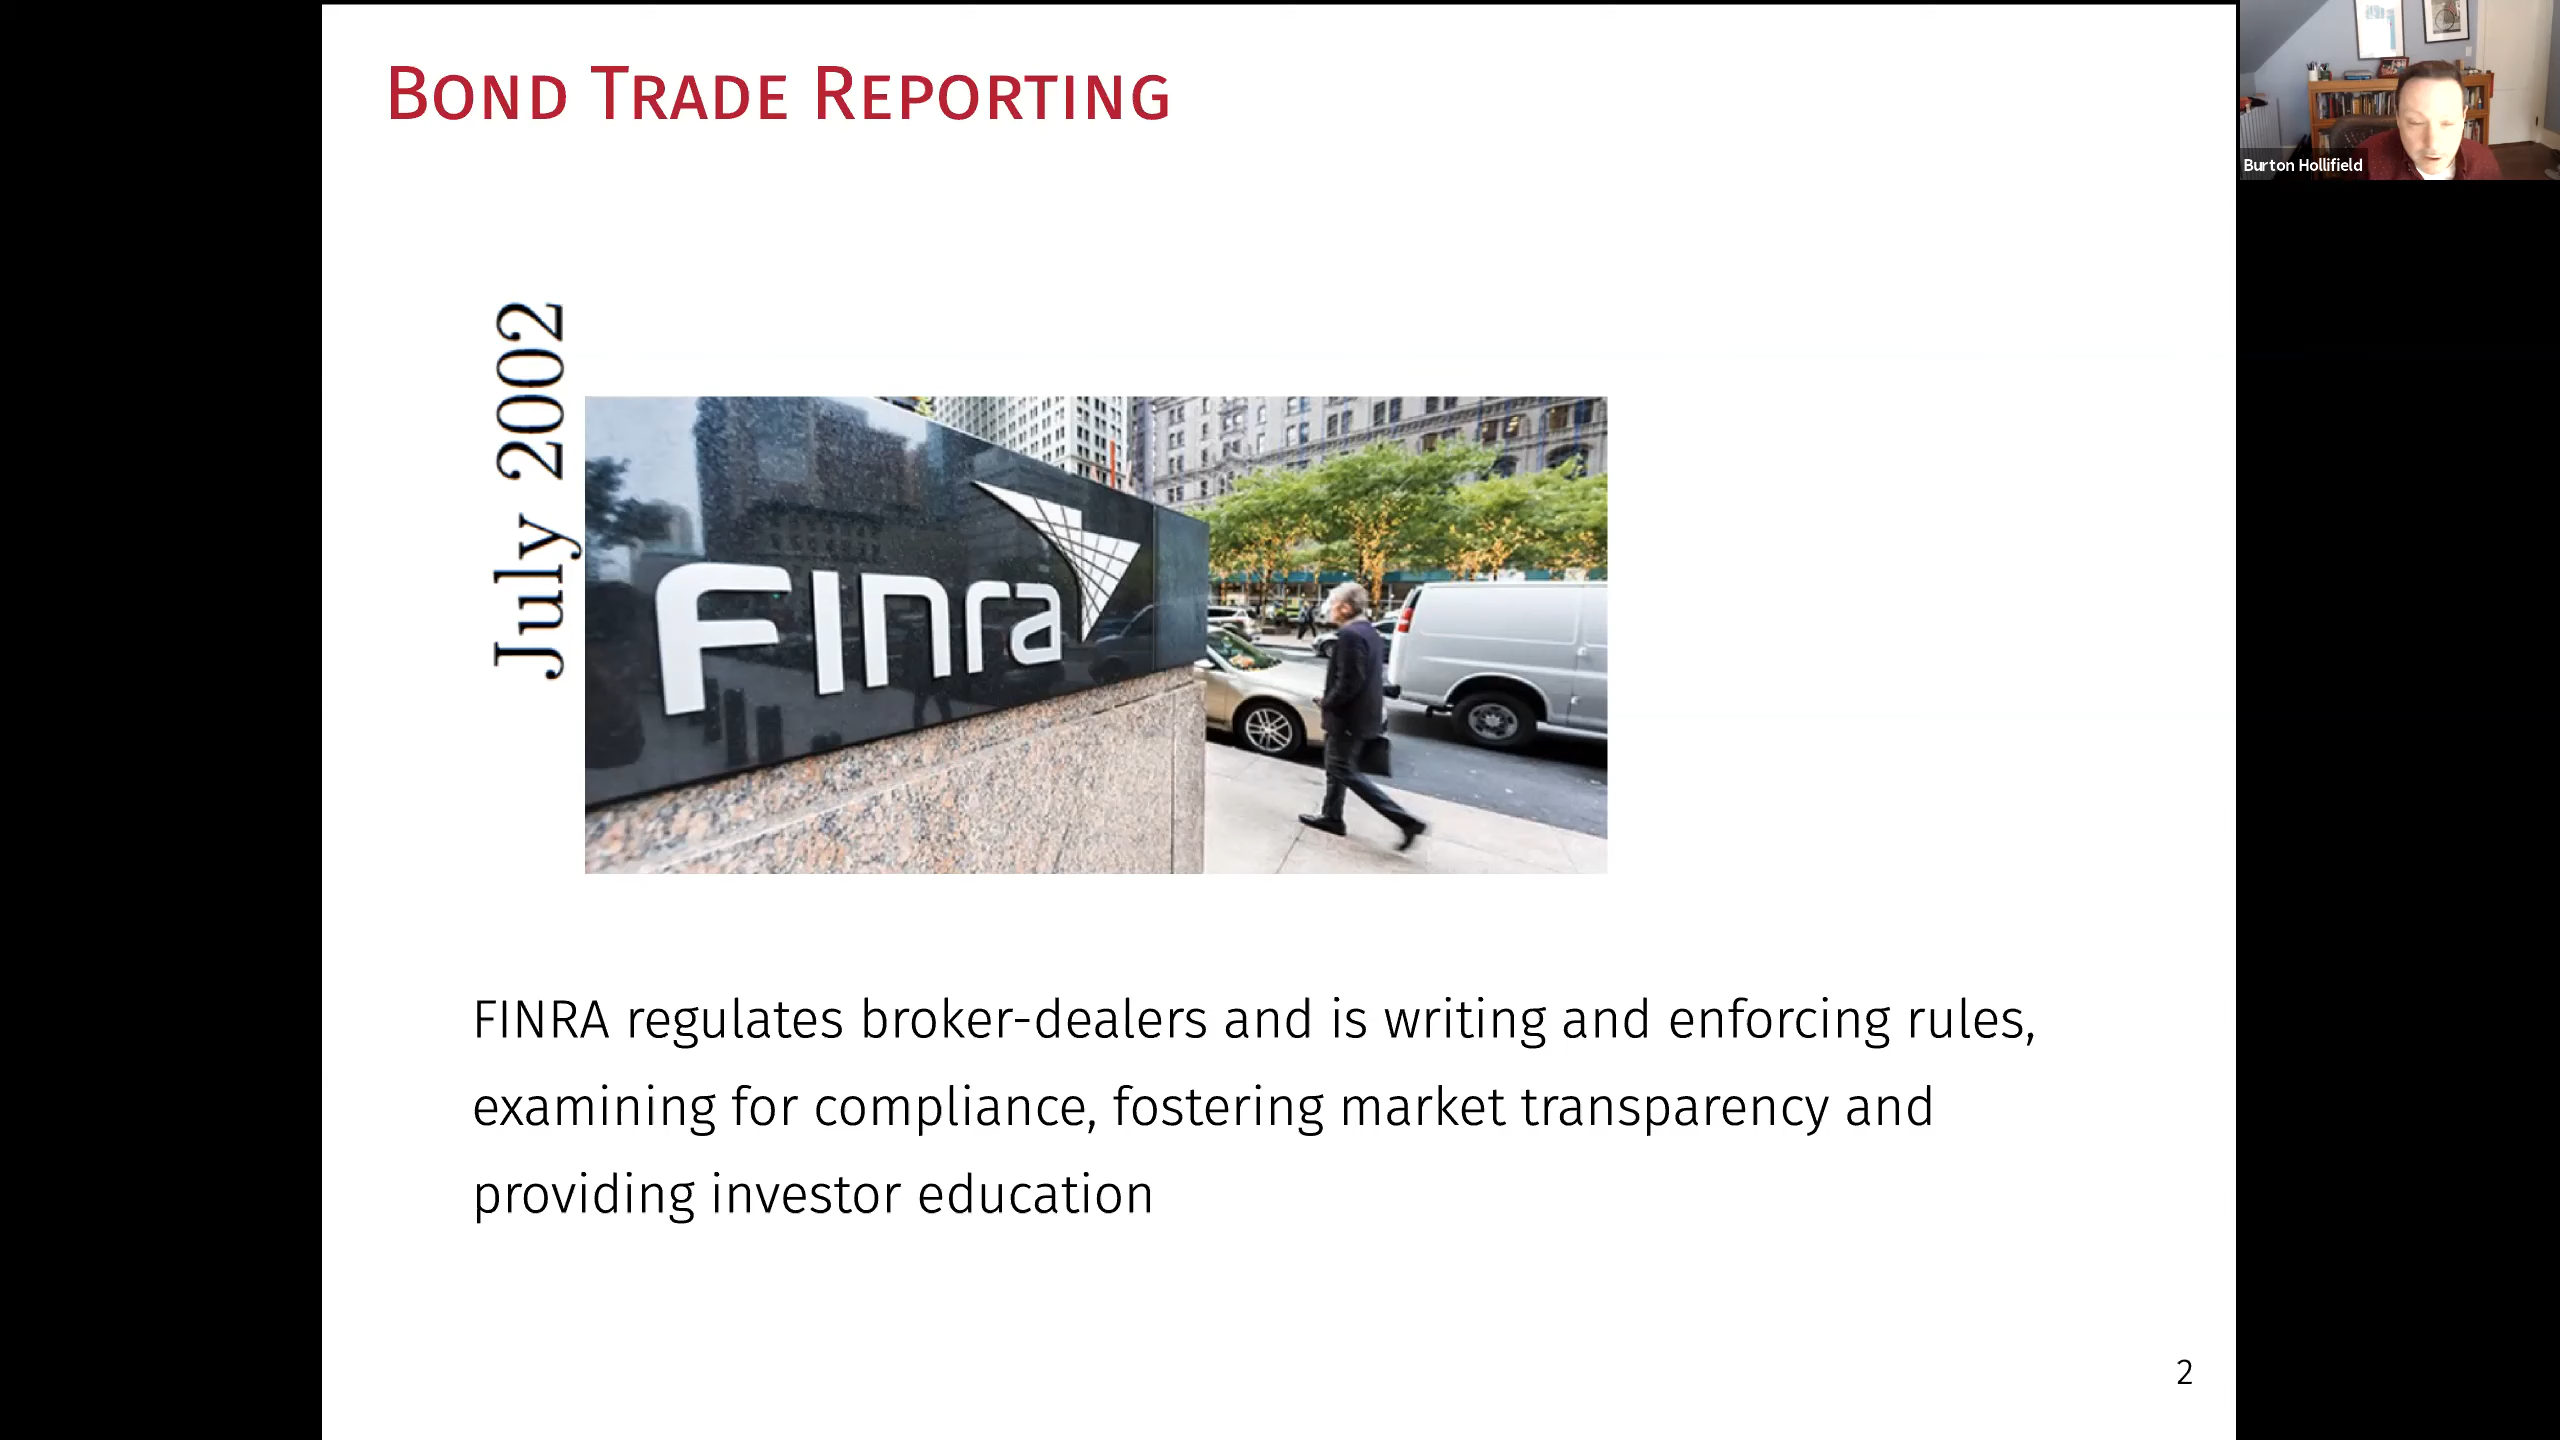 Bond Trade Reporting
Burton Hollifield
July 2002
FINRA
FINRA regulates broker-dealers and is writing and enforcing rules,
examining for compliance, fostering market transparency and
providing investor education
2